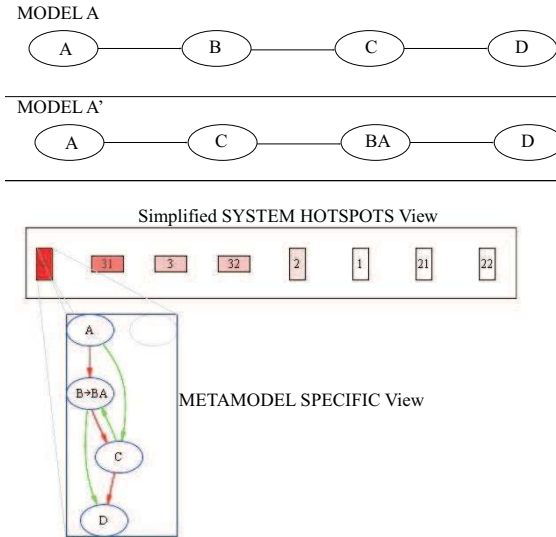 MODEL A
A B C D
MODEL A’
A C BA D
Simplified SYSTEM HOTSPOTS View
31 3 32 2 1 21 22
A
B→BA
METAMODEL SPECIFIC View
C
D